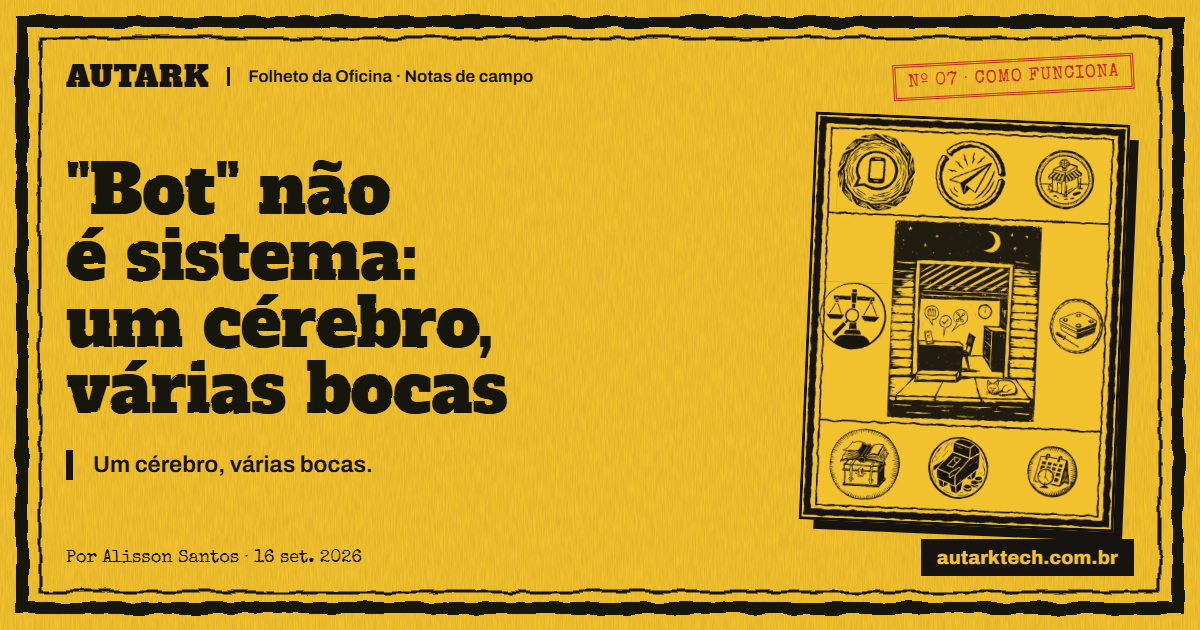 AUTARK
Folheto da Oficina · Notas de campo
Nº 07 · COMO FUNCIONA
"Bot" não
é sistema:
um cérebro,
várias bocas
Um cérebro, várias bocas.
Por Alisson Santos · 16 set. 2026
autarktech.com.br